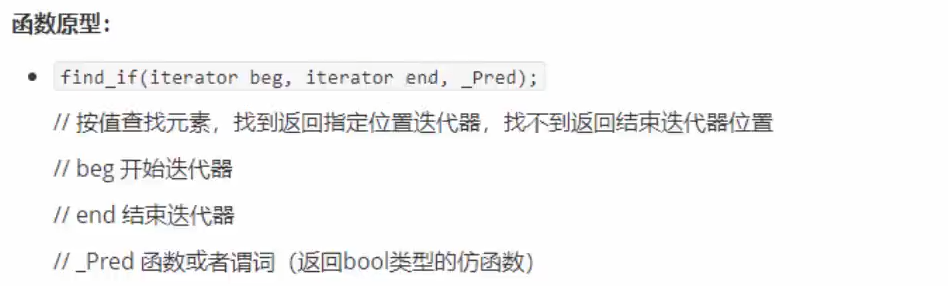 函数原型：
find_if(iterator beg, iterator end, _Pred);
// 按值查找元素，找到返回指定位置迭代器，找不到返回结束迭代器位置
// beg 开始迭代器
// end 结束迭代器
// _Pred 函数或者谓词（返回bool类型的仿函数）